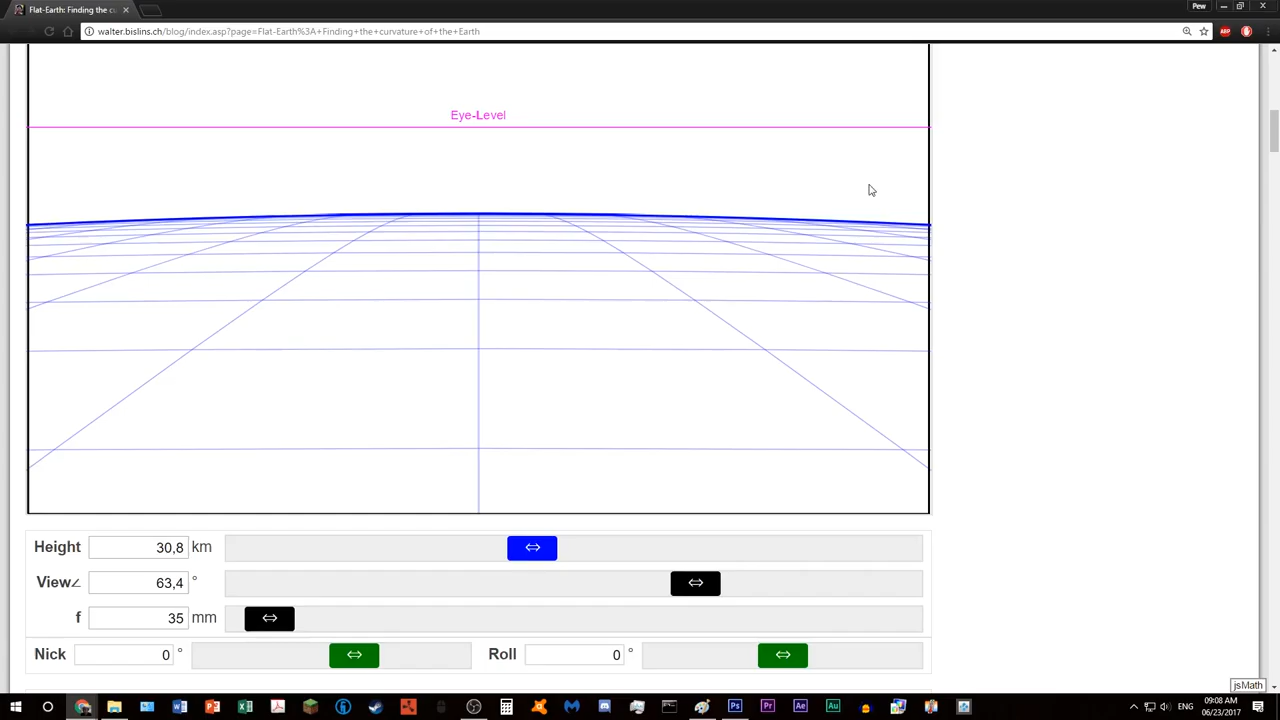 Flat-Earth: Finding the cu
Pew
walter.bislins.ch/blog/index.asp?page=Flat-Earth%3A+Finding+the+curvature+of+the+Earth
ABP
Eye-Level
Height 30,8 km
View∠ 63,4 °
f 35 mm
Nick 0 ° Roll 0 °
jsMath
ENG
09:08 AM
06/23/2017